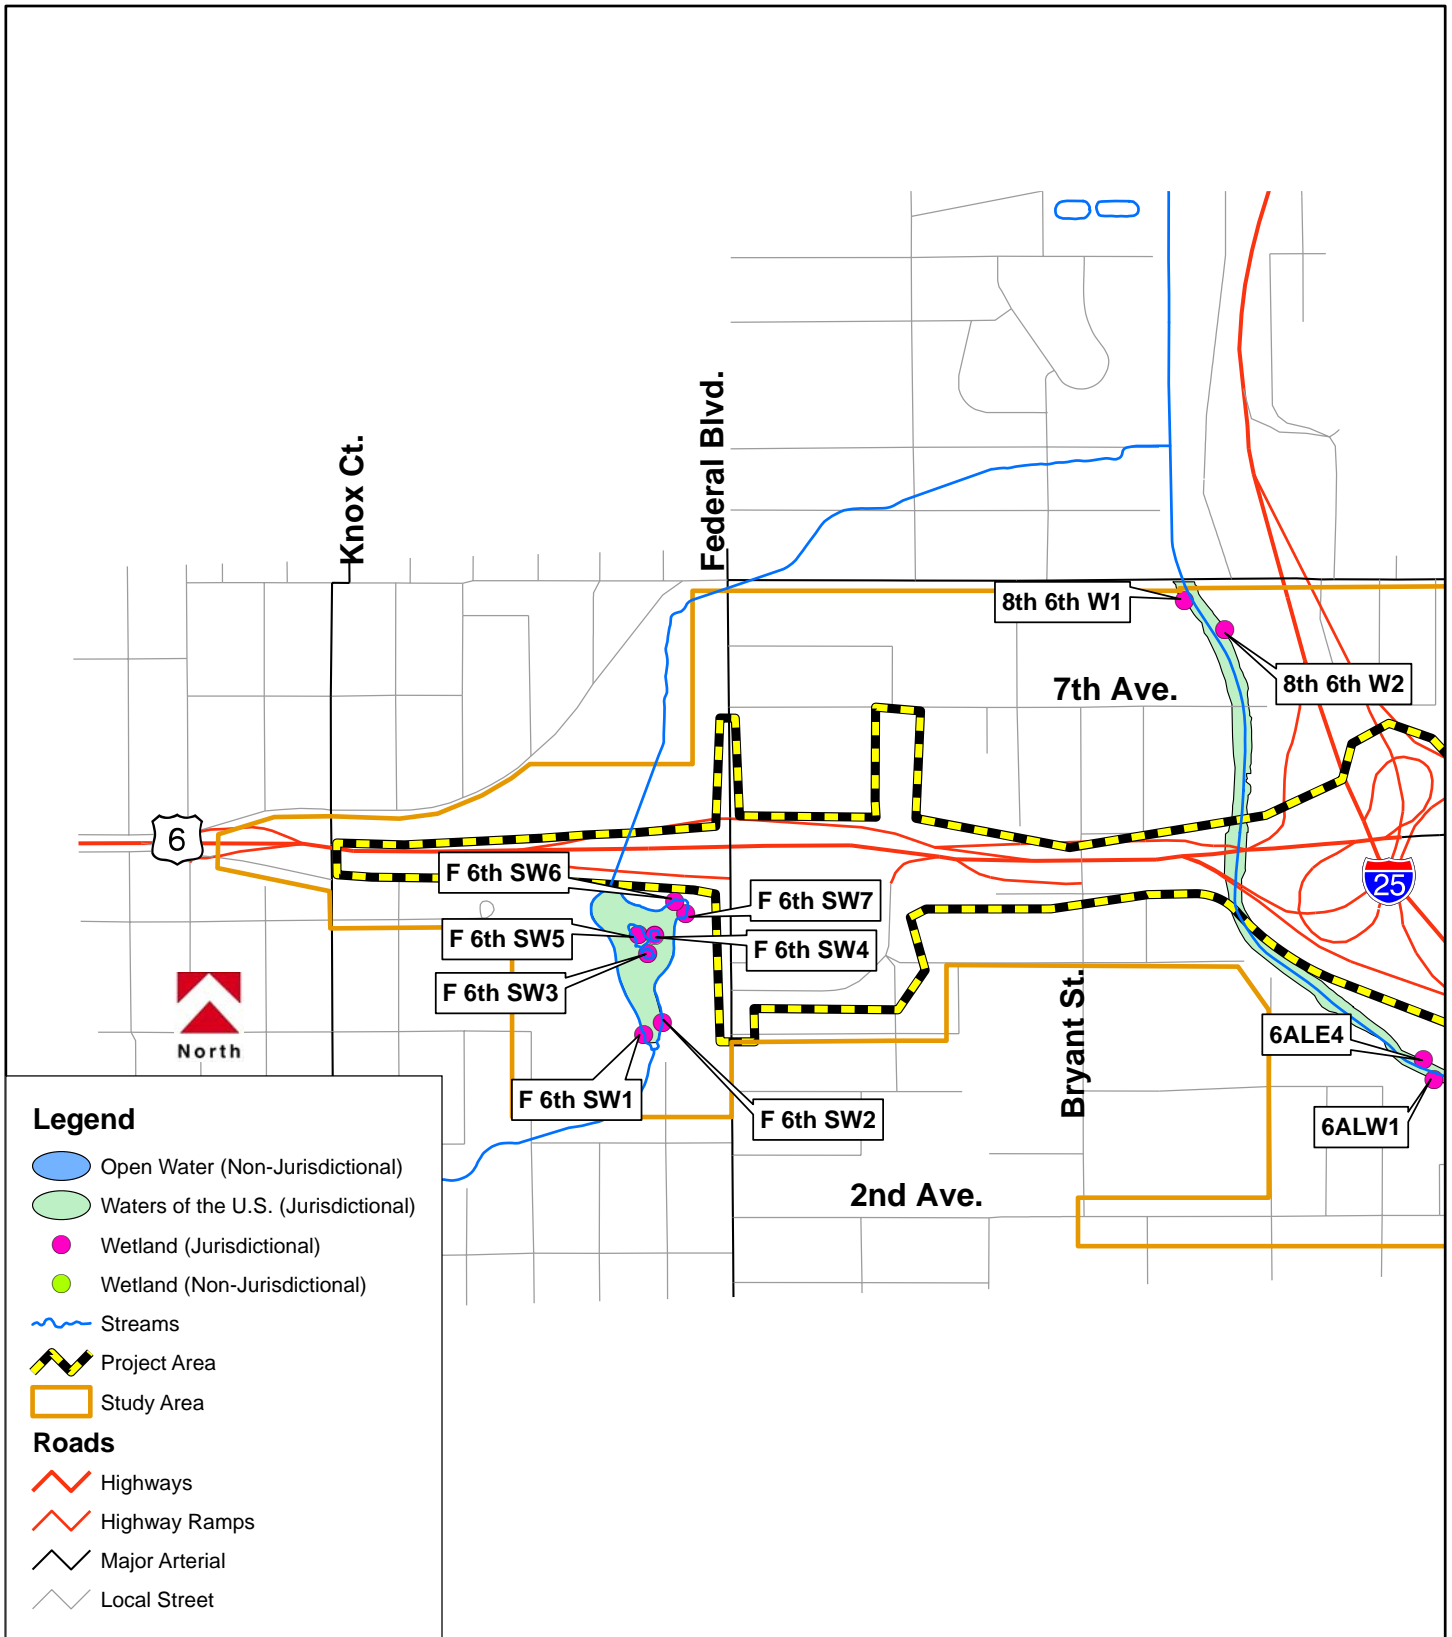 Knox Ct.
Federal Blvd.
8th 6th W1
8th 6th W2
7th Ave.
6
F 6th SW6
F 6th SW7
25
F 6th SW5
F 6th SW4
F 6th SW3
North
Bryant St.
6ALE4
F 6th SW1
F 6th SW2
6ALW1
2nd Ave.
Legend
Open Water (Non-Jurisdictional)
Waters of the U.S. (Jurisdictional)
Wetland (Jurisdictional)
Wetland (Non-Jurisdictional)
Streams
Project Area
Study Area
Roads
Highways
Highway Ramps
Major Arterial
Local Street